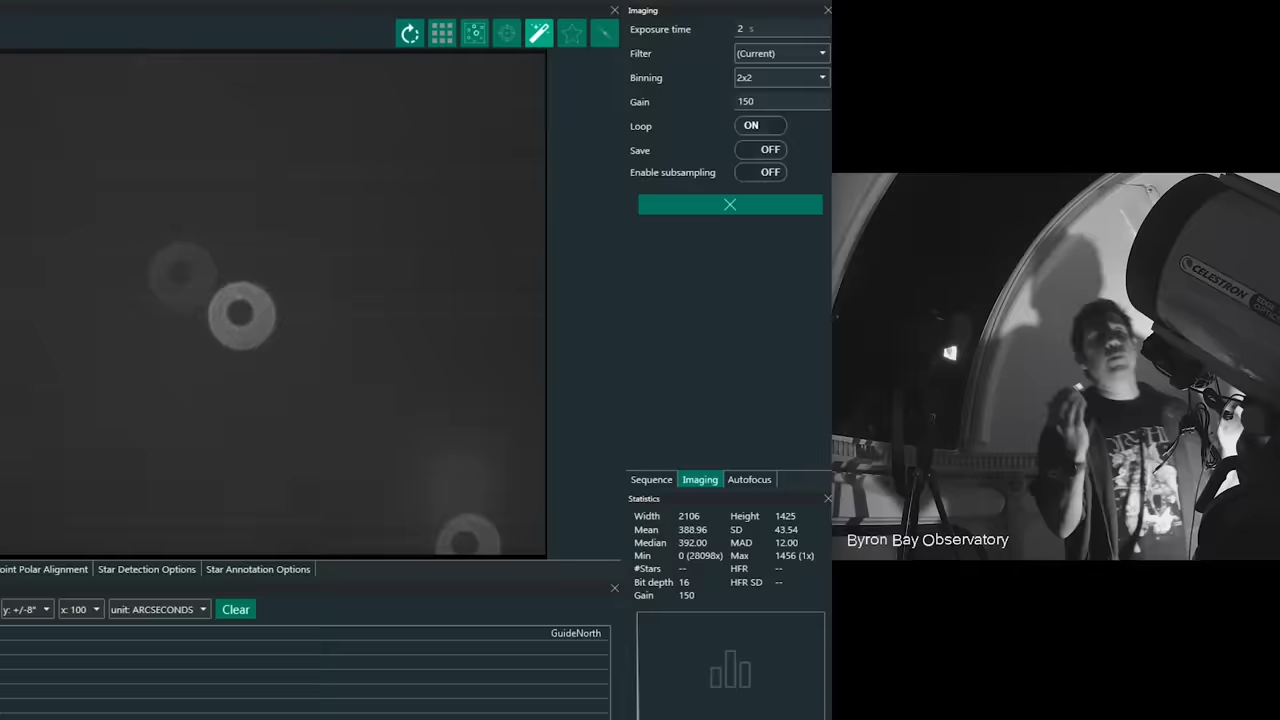 Imaging
Exposure time 2 s
Filter (Current)
Binning 2x2
Gain 150
Loop ON
Save OFF
Enable subsampling OFF
Sequence Imaging Autofocus
Statistics
Width 2106 Height 1425
Mean 388.96 SD 43.54
Median 392.00 MAD 12.00
Min 0 (28098x) Max 1456 (1x)
#Stars -- HFR --
Bit depth 16 HFR SD --
Gain 150
oint Polar Alignment Star Detection Options Star Annotation Options
y: +/-8" x: 100 unit: ARCSECONDS Clear
GuideNorth
CELESTRON
EDGE
OPTIC
Byron Bay Observatory